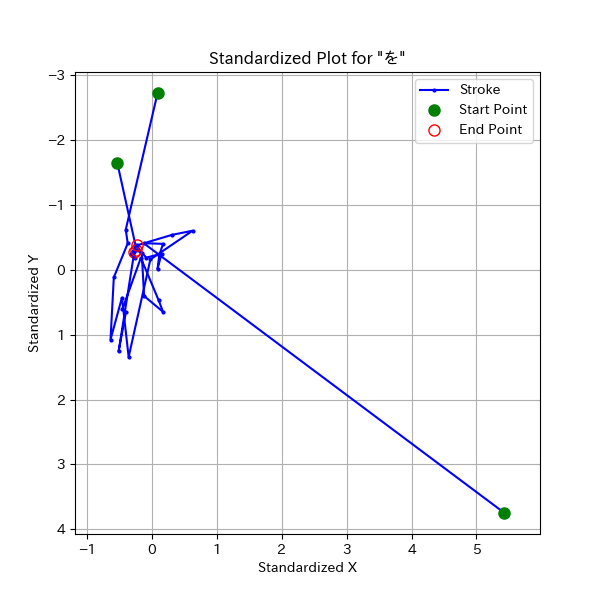 Standardized Plot for "を"
Stroke
Start Point
End Point
−3
−2
−1
0
1
2
3
4
Standardized Y
−1
0
1
2
3
4
5
Standardized X